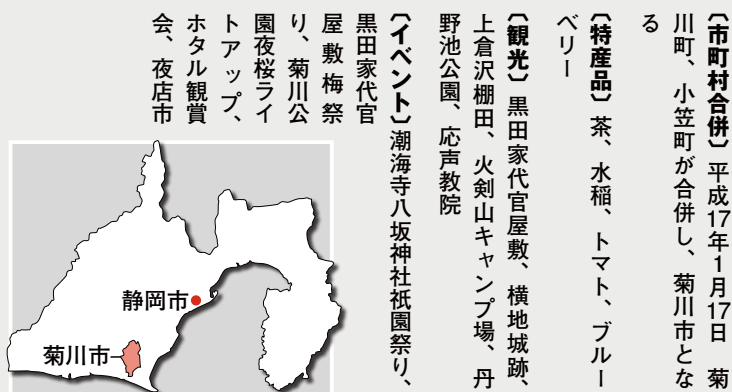 〔市町村合併〕平成17年1月17日　菊
川町、小笠町が合併し、菊川市とな
る
〔特産品〕茶、水稲、トマト、ブルー
ベリー
〔観光〕黒田家代官屋敷、横地城跡、
上倉沢棚田、火剣山キャンプ場、丹
野池公園、応声教院
〔イベント〕潮海寺八坂神社祇園祭り、
黒田家代官
屋敷梅祭
り、菊川公
園夜桜ライ
トアップ、
ホタル観賞
会、夜店市
静岡市
菊川市